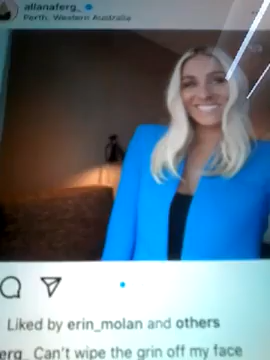 allanaferg_
Perth, Western Australia
Liked by erin_molan and others
erg_ Can't wipe the grin off my face